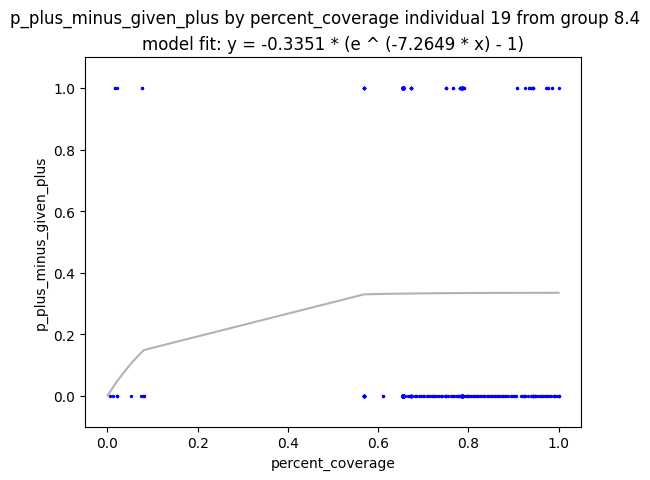 p_plus_minus_given_plus by percent_coverage individual 19 from group 8.4
model fit: y = -0.3351 * (e ^ (-7.2649 * x) - 1)
1.0
0.8
0.6
0.4
0.2
0.0
p_plus_minus_given_plus
0.0 0.2 0.4 0.6 0.8 1.0
percent_coverage